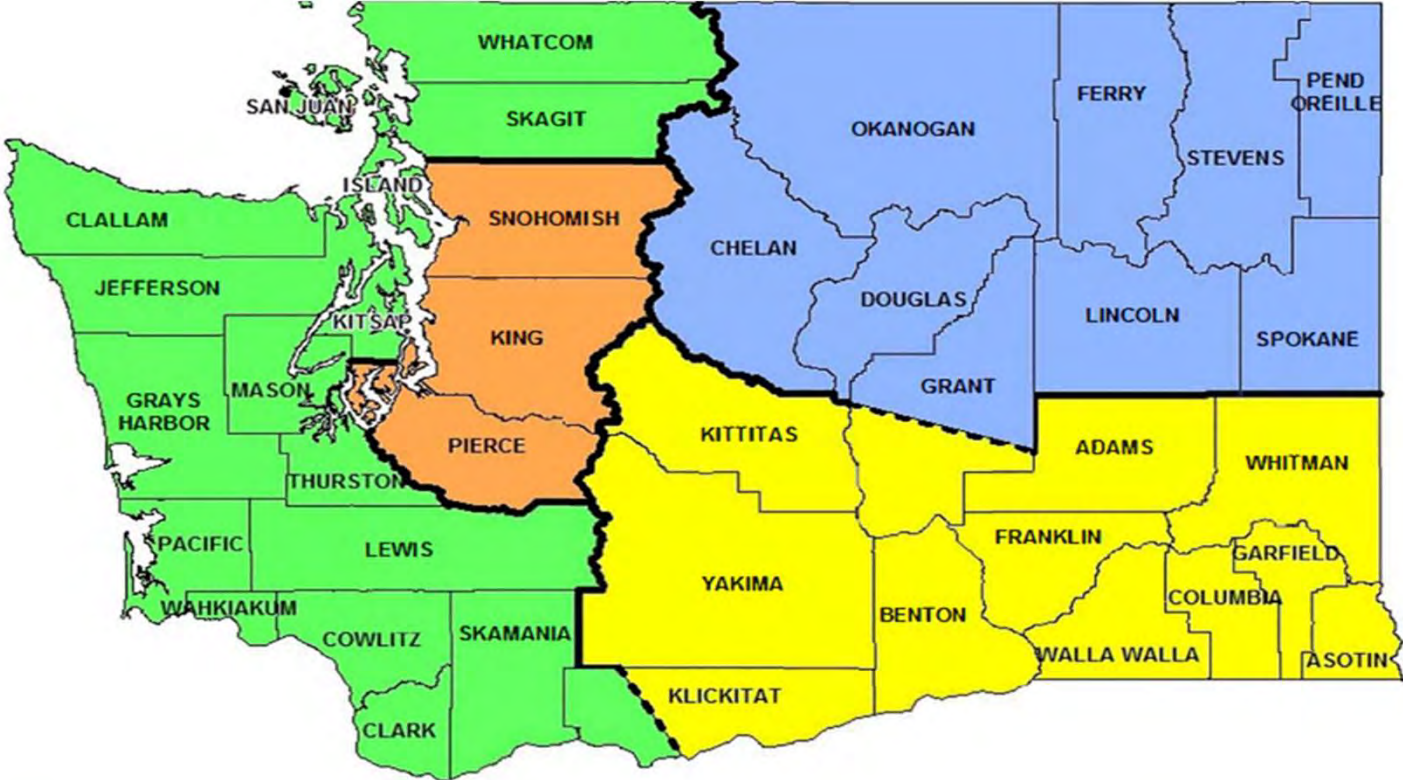 WHATCOM
SAN JUAN
SKAGIT
OKANOGAN
FERRY
PEND
OREILLE
STEVENS
ISLAND
CLALLAM
SNOHOMISH
CHELAN
JEFFERSON
DOUGLAS
KITSAP
KING
LINCOLN
SPOKANE
MASON
GRANT
GRAYS
HARBOR
KITTITAS
PIERCE
ADAMS
WHITMAN
THURSTON
PACIFIC
LEWIS
FRANKLIN
GARFIELD
YAKIMA
COLUMBIA
WAHKIAKUM
BENTON
COWLITZ
SKAMANIA
WALLA WALLA
ASOTIN
KLICKITAT
CLARK